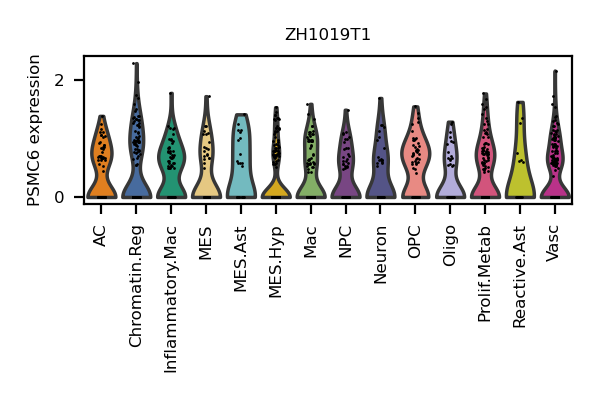 ZH1019T1
PSMC6 expression
2
0
AC
Chromatin.Reg
Inflammatory.Mac
MES
MES.Ast
MES.Hyp
Mac
NPC
Neuron
OPC
Oligo
Prolif.Metab
Reactive.Ast
Vasc